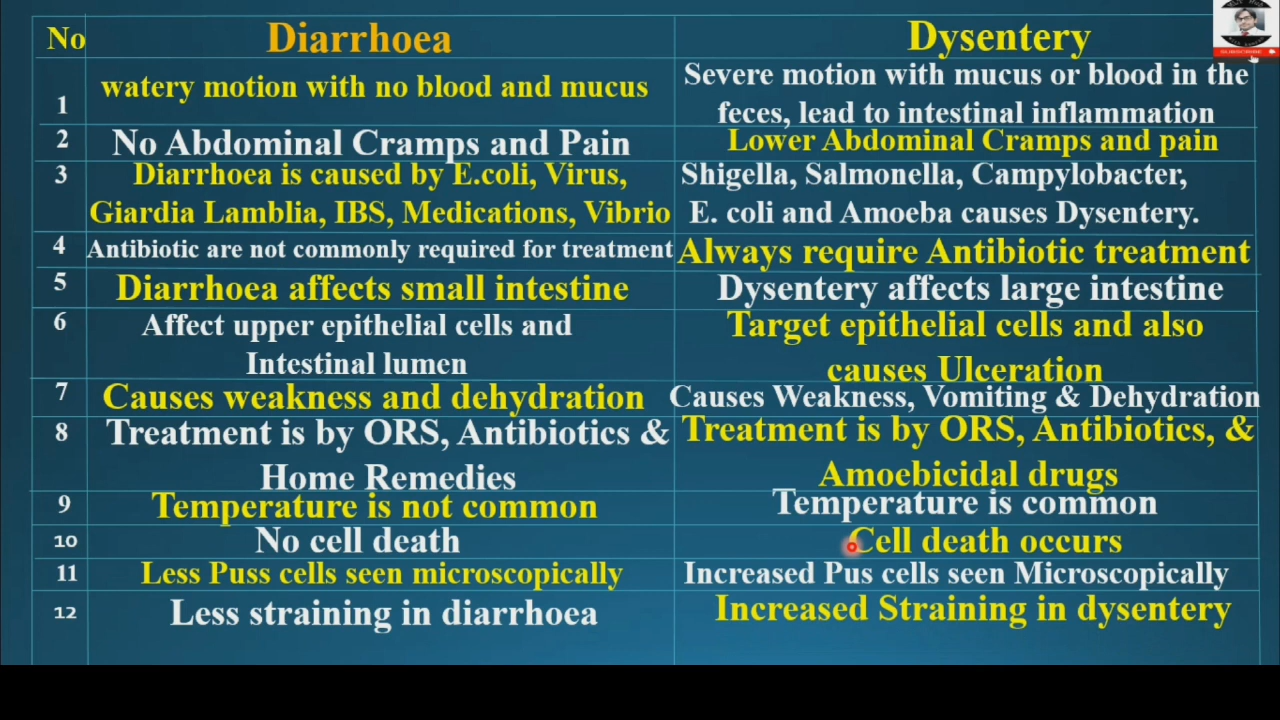 No Diarrhoea Dysentery
1 watery motion with no blood and mucus Severe motion with mucus or blood in the
feces, lead to intestinal inflammation
2 No Abdominal Cramps and Pain Lower Abdominal Cramps and pain
3 Diarrhoea is caused by E.coli, Virus, Shigella, Salmonella, Campylobacter,
Giardia Lamblia, IBS, Medications, Vibrio E. coli and Amoeba causes Dysentery.
4 Antibiotic are not commonly required for treatment Always require Antibiotic treatment
5 Diarrhoea affects small intestine Dysentery affects large intestine
6 Affect upper epithelial cells and Target epithelial cells and also
Intestinal lumen causes Ulceration
7 Causes weakness and dehydration Causes Weakness, Vomiting & Dehydration
8 Treatment is by ORS, Antibiotics & Treatment is by ORS, Antibiotics, &
Home Remedies Amoebicidal drugs
9 Temperature is not common Temperature is common
10 No cell death Cell death occurs
11 Less Puss cells seen microscopically Increased Pus cells seen Microscopically
12 Less straining in diarrhoea Increased Straining in dysentery